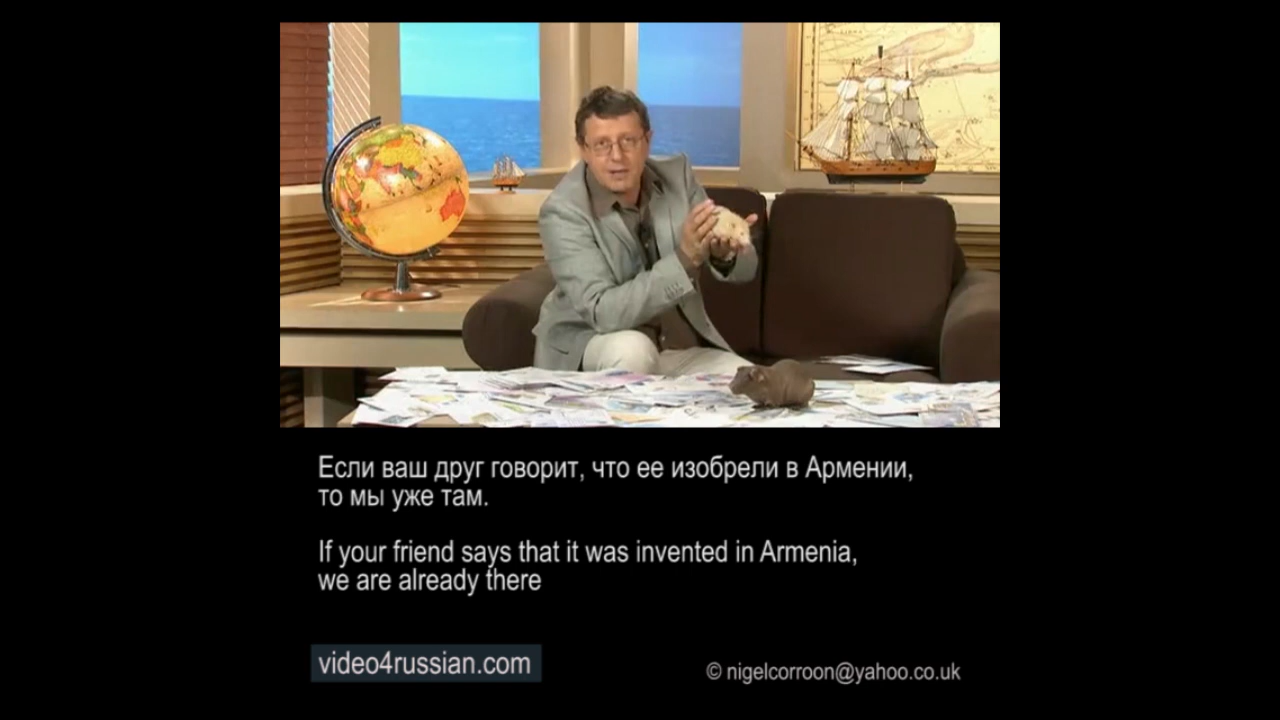 Если ваш друг говорит, что ее изобрели в Армении,
то мы уже там.
If your friend says that it was invented in Armenia,
we are already there
video4russian.com
© nigelcorroon@yahoo.co.uk